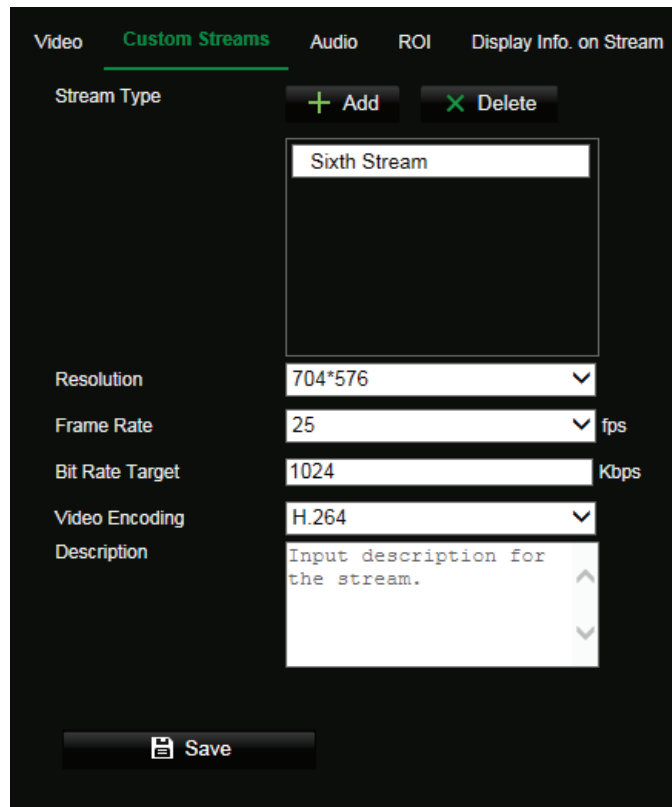 Video Custom Streams Audio ROI Display Info. on Stream
Stream Type + Add × Delete
Sixth Stream
Resolution 704*576
Frame Rate 25 fps
Bit Rate Target 1024 Kbps
Video Encoding H.264
Description Input description for
the stream.
Save